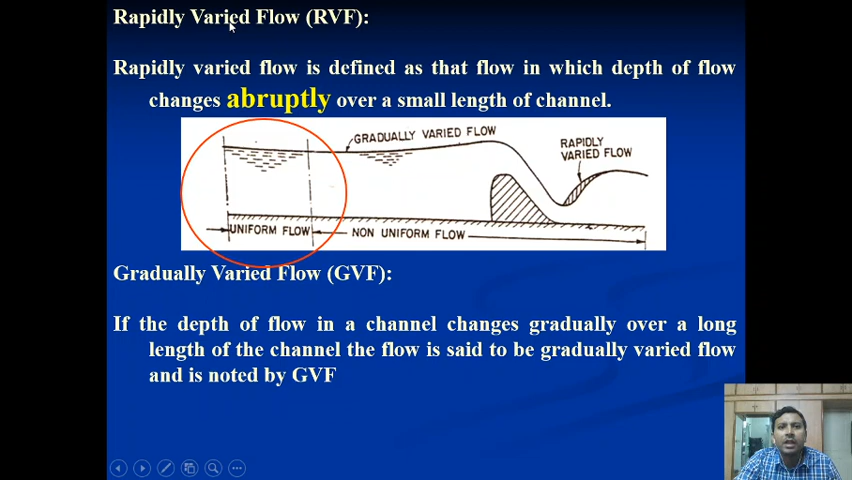 Rapidly Varied Flow (RVF):
Rapidly varied flow is defined as that flow in which depth of flow
changes abruptly over a small length of channel.
GRADUALLY VARIED FLOW
RAPIDLY
VARIED FLOW
UNIFORM FLOW
NON UNIFORM FLOW
Gradually Varied Flow (GVF):
If the depth of flow in a channel changes gradually over a long
length of the channel the flow is said to be gradually varied flow
and is noted by GVF